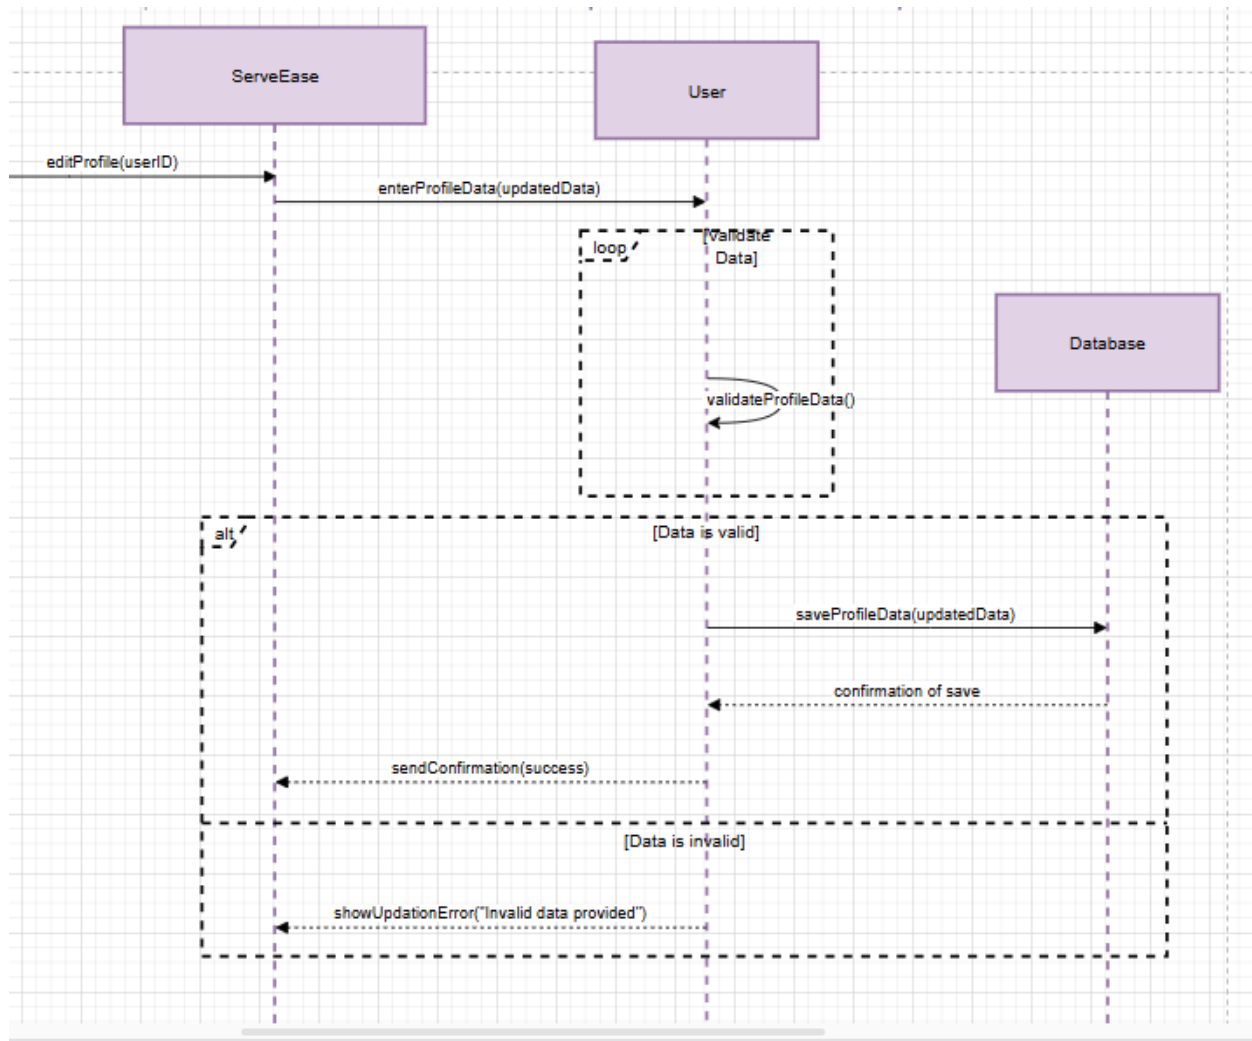 ServeEase
User
editProfile(userID)
enterProfileData(updatedData)
loop
[Validate
Data]
Database
validateProfileData()
alt
[Data is valid]
saveProfileData(updatedData)
confirmation of save
sendConfirmation(success)
[Data is invalid]
showUpdationError("Invalid data provided")